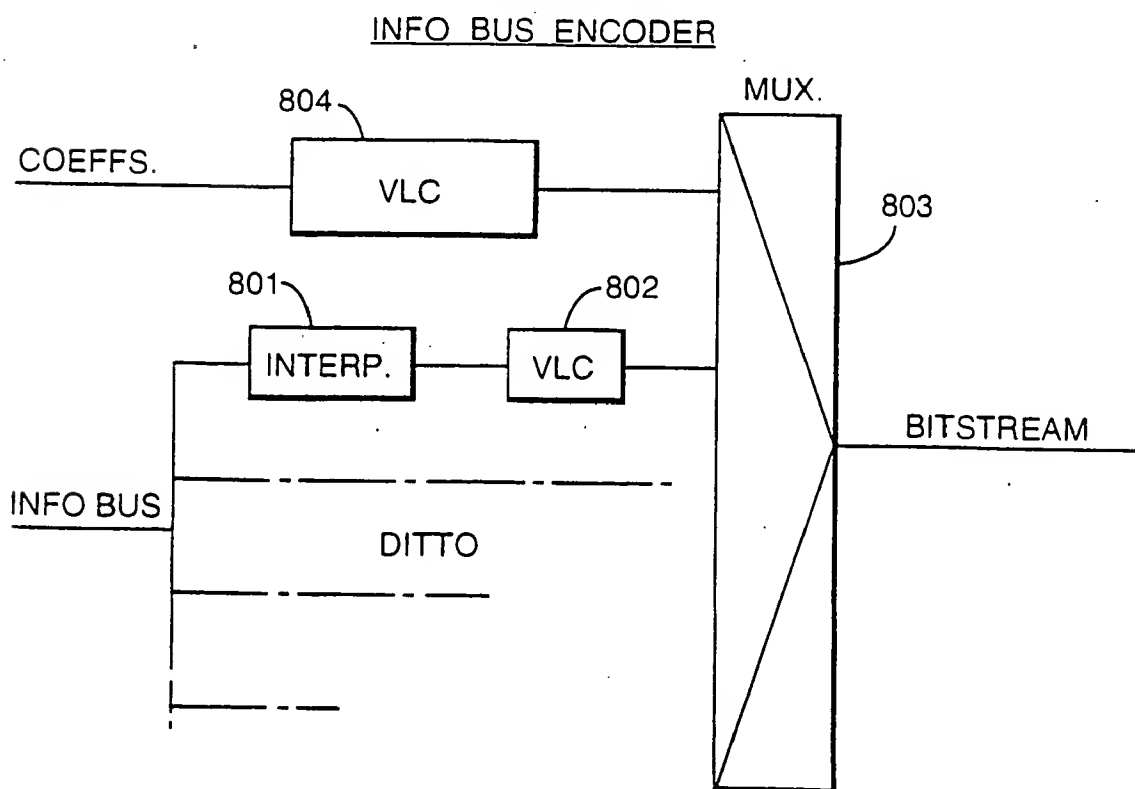 INFO BUS ENCODER
MUX.
804
COEFFS.
VLC
803
801
802
INTERP.
VLC
BITSTREAM
INFO BUS
DITTO